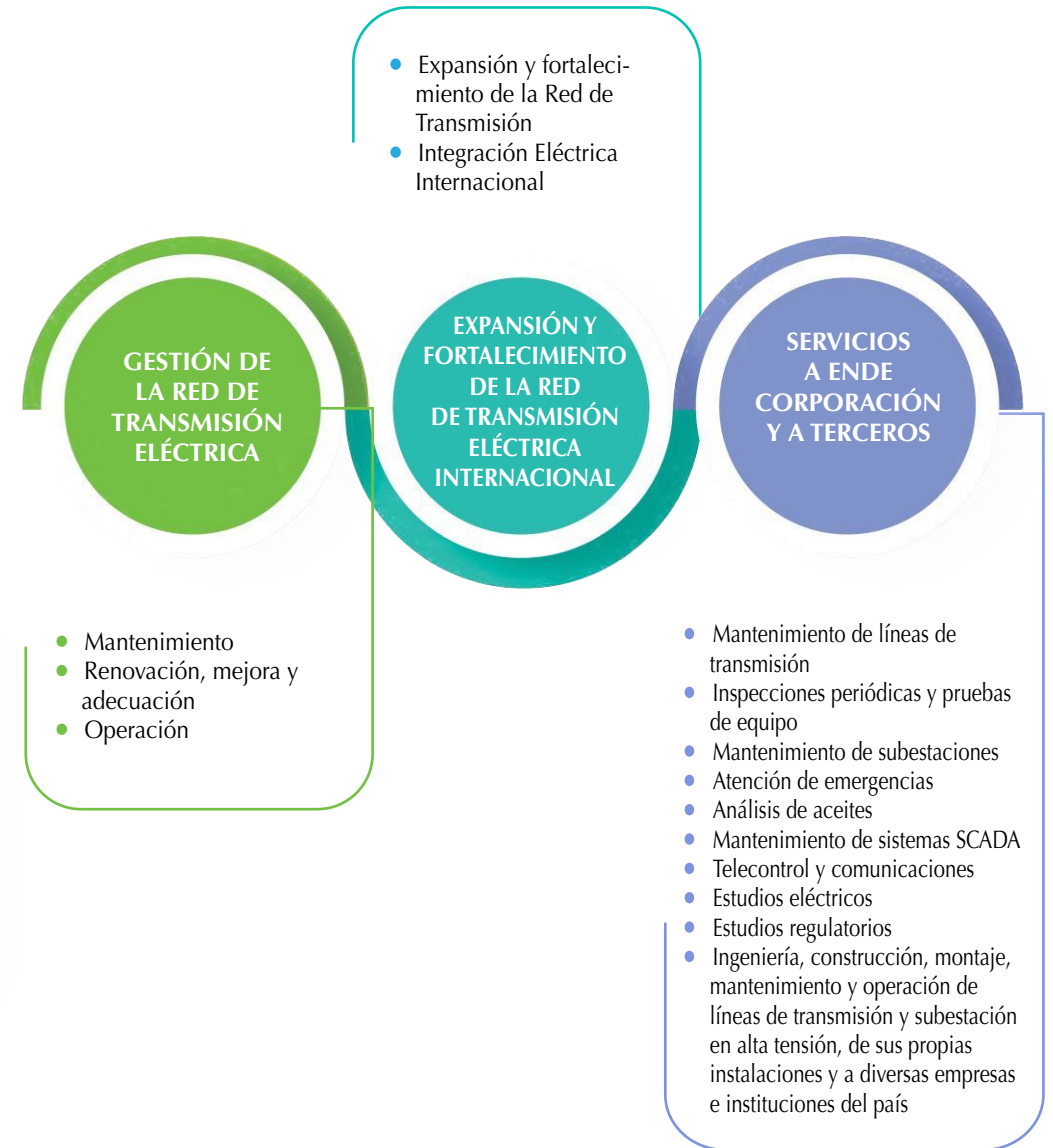 • Expansión y fortaleci-
miento de la Red de
Transmisión
• Integración Eléctrica
Internacional
GESTIÓN DE
LA RED DE
TRANSMISIÓN
ELÉCTRICA
EXPANSIÓN Y
FORTALECIMIENTO
DE LA RED
DE TRANSMISIÓN
ELÉCTRICA
INTERNACIONAL
SERVICIOS
A ENDE
CORPORACIÓN
Y A TERCEROS
• Mantenimiento
• Renovación, mejora y
adecuación
• Operación
• Mantenimiento de líneas de
transmisión
• Inspecciones periódicas y pruebas
de equipo
• Mantenimiento de subestaciones
• Atención de emergencias
• Análisis de aceites
• Mantenimiento de sistemas SCADA
• Telecontrol y comunicaciones
• Estudios eléctricos
• Estudios regulatorios
• Ingeniería, construcción, montaje,
mantenimiento y operación de
líneas de transmisión y subestación
en alta tensión, de sus propias
instalaciones y a diversas empresas
e instituciones del país